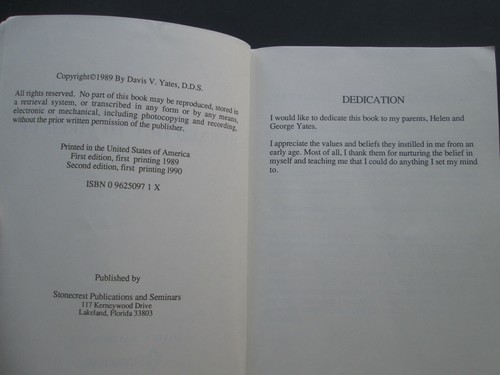 Copyright©1989 By Davis V. Yates, D.D.S.
All rights reserved. No part of this book may be reproduced, stored in
a retrieval system, or transcribed in any form or by any means,
electronic or mechanical, including photocopying and recording,
without the prior written permission of the publisher.
Printed in the United States of America
First edition, first printing 1989
Second edition, first printing 1990
ISBN 0 9625097 1 X
Published by
Stonecrest Publications and Seminars
117 Kerneywood Drive
Lakeland, Florida 33803
DEDICATION
I would like to dedicate this book to my parents, Helen and
George Yates.
I appreciate the values and beliefs they instilled in me from an
early age. Most of all, I thank them for nurturing the belief in
myself and teaching me that I could do anything I set my mind
to.